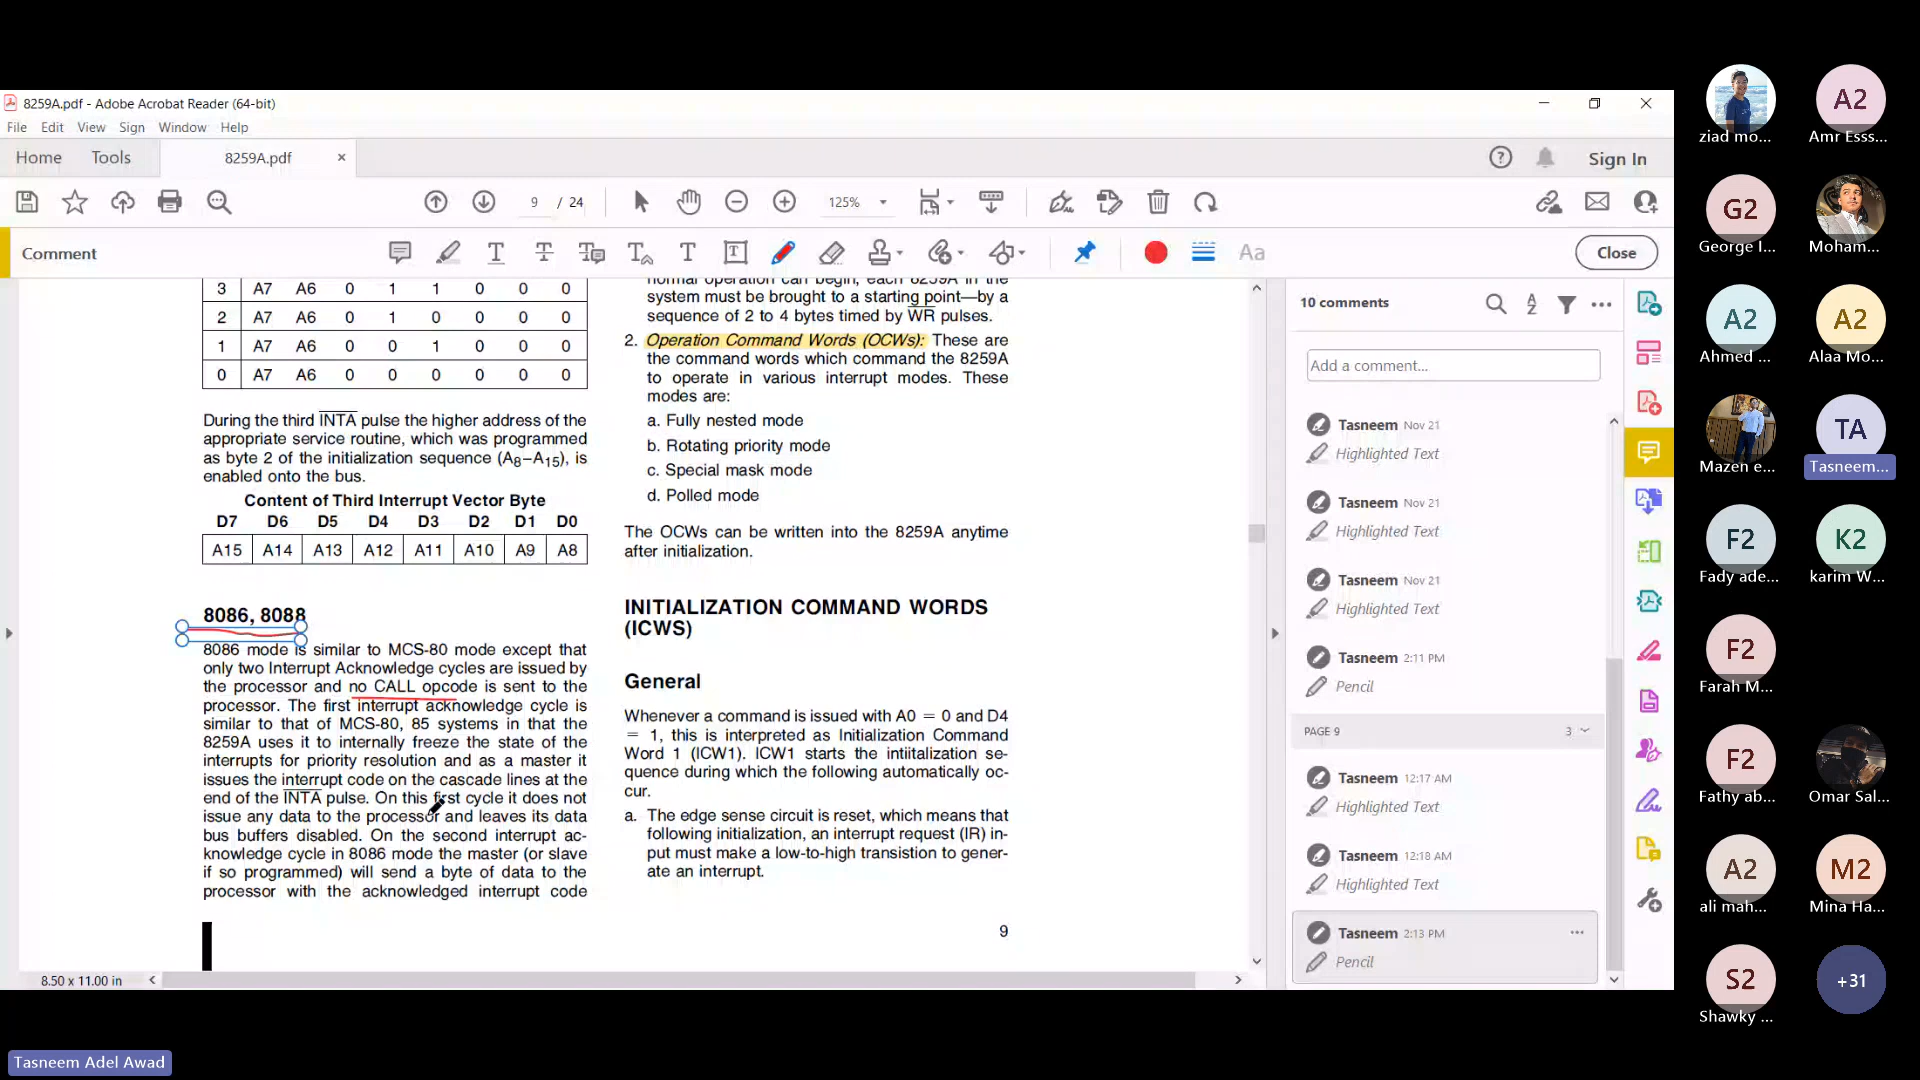 8259A.pdf - Adobe Acrobat Reader (64-bit)
File Edit View Sign Window Help
Home Tools 8259A.pdf × Sign In
9 / 24 125%
Comment Close
3 A7 A6 0 1 1 0 0 0
2 A7 A6 0 1 0 0 0 0
1 A7 A6 0 0 1 0 0 0
0 A7 A6 0 0 0 0 0 0
During the third INTA pulse the higher address of the
appropriate service routine, which was programmed
as byte 2 of the initialization sequence (A8–A15), is
enabled onto the bus.
Content of Third Interrupt Vector Byte
D7 D6 D5 D4 D3 D2 D1 D0
A15 A14 A13 A12 A11 A10 A9 A8
8086, 8088
8086 mode is similar to MCS-80 mode except that
only two Interrupt Acknowledge cycles are issued by
the processor and no CALL opcode is sent to the
processor. The first interrupt acknowledge cycle is
similar to that of MCS-80, 85 systems in that the
8259A uses it to internally freeze the state of the
interrupts for priority resolution and as a master it
issues the interrupt code on the cascade lines at the
end of the INTA pulse. On this first cycle it does not
issue any data to the processor and leaves its data
bus buffers disabled. On the second interrupt ac-
knowledge cycle in 8086 mode the master (or slave
if so programmed) will send a byte of data to the
processor with the acknowledged interrupt code
normal operation can begin, each 8259A in the
system must be brought to a starting point—by a
sequence of 2 to 4 bytes timed by WR pulses.
2. Operation Command Words (OCWs): These are
the command words which command the 8259A
to operate in various interrupt modes. These
modes are:
a. Fully nested mode
b. Rotating priority mode
c. Special mask mode
d. Polled mode
The OCWs can be written into the 8259A anytime
after initialization.
INITIALIZATION COMMAND WORDS
(ICWS)
General
Whenever a command is issued with A0 = 0 and D4
= 1, this is interpreted as Initialization Command
Word 1 (ICW1). ICW1 starts the intiitalization se-
quence during which the following automatically oc-
cur.
a. The edge sense circuit is reset, which means that
following initialization, an interrupt request (IR) in-
put must make a low-to-high transistion to gener-
ate an interrupt.
9
8.50 x 11.00 in
10 comments
Add a comment...
Tasneem Nov 21
Highlighted Text
Tasneem Nov 21
Highlighted Text
Tasneem Nov 21
Highlighted Text
Tasneem 2:11 PM
Pencil
PAGE 9 3
Tasneem 12:17 AM
Highlighted Text
Tasneem 12:18 AM
Highlighted Text
Tasneem 2:13 PM
Pencil
A2
ziad mo... Amr Esss...
G2
George I... Moham...
A2 A2
Ahmed ... Alaa Mo...
TA
Mazen e... Tasneem...
F2 K2
Fady ade... karim W...
F2
Farah M...
F2
Fathy ab... Omar Sal...
A2 M2
ali mah... Mina Ha...
S2 +31
Shawky ...
Tasneem Adel Awad